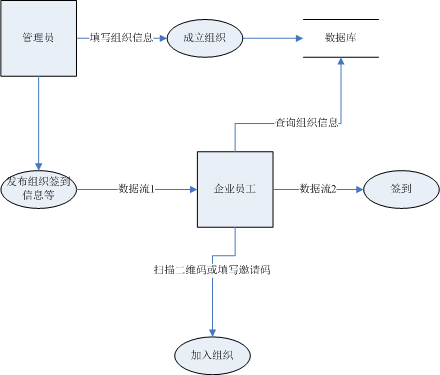 管理员
填写组织信息
成立组织
数据库
查询组织信息
发布组织签到
信息等
数据流1
企业员工
数据流2
签到
扫描二维码或填写邀请码
加入组织